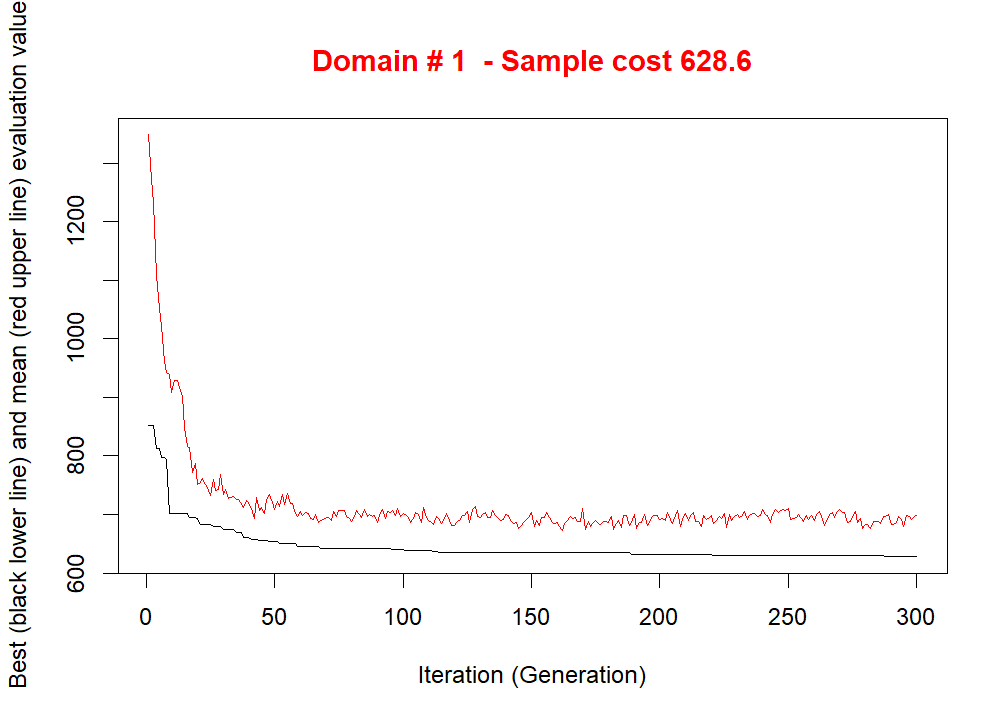 Domain # 1  - Sample cost 628.6
Best (black lower line) and mean (red upper line) evaluation value
1200
1000
800
600
0 50 100 150 200 250 300
Iteration (Generation)